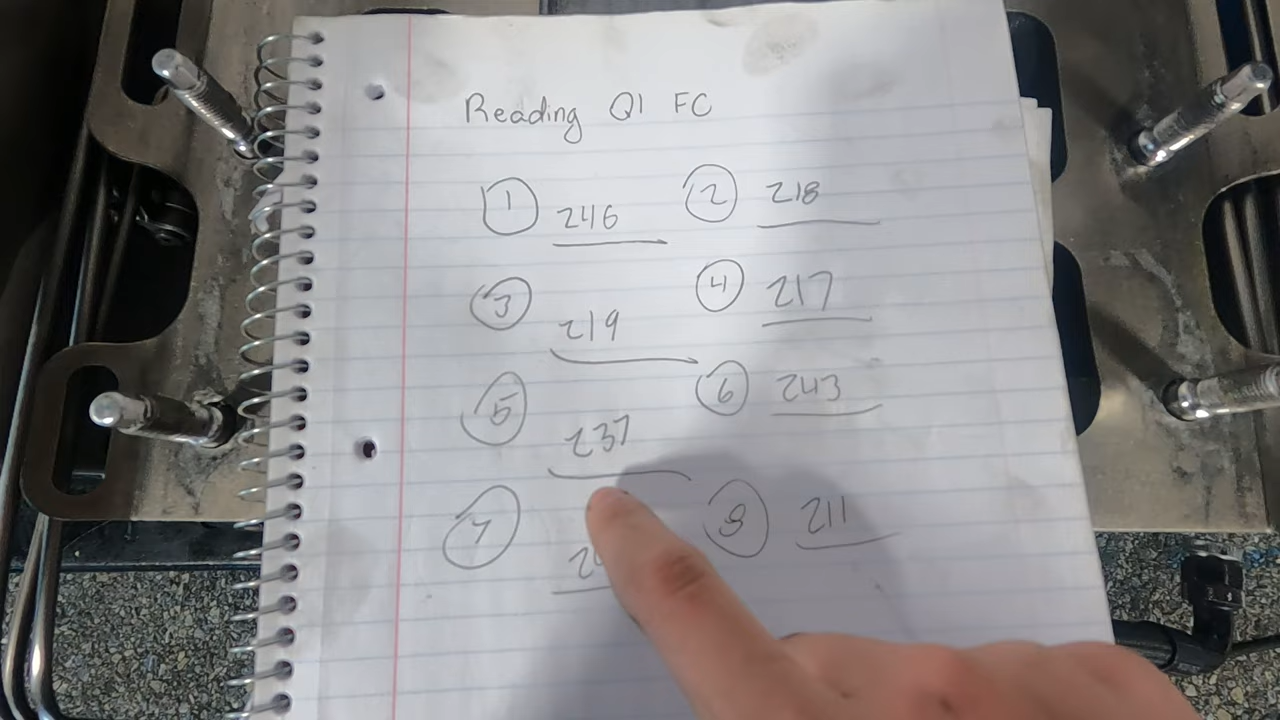 Reading Q1 FC
1 246 2 218
3 219 4 217
5 237 6 243
7 8 211